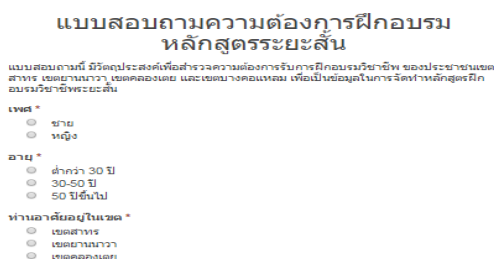 แบบสอบถามความต้องการฝึกอบรม
หลักสูตรระยะสั้น
แบบสอบถามนี้ มีวัตถุประสงค์เพื่อสำรวจความต้องการรับการฝึกอบรมวิชาชีพ ของประชาชนเขต
สาทร เขตยานนาวา เขตคลองเตย และเขตบางคอแหลม เพื่อเป็นข้อมูลในการจัดทำหลักสูตรฝึก
อบรมวิชาชีพระยะสั้น
เพศ *
ชาย
หญิง
อายุ *
ต่ำกว่า 30 ปี
30-50 ปี
50 ปีขึ้นไป
ท่านอาศัยอยู่ในเขต *
เขตสาทร
เขตยานนาวา
เขตคลองเตย